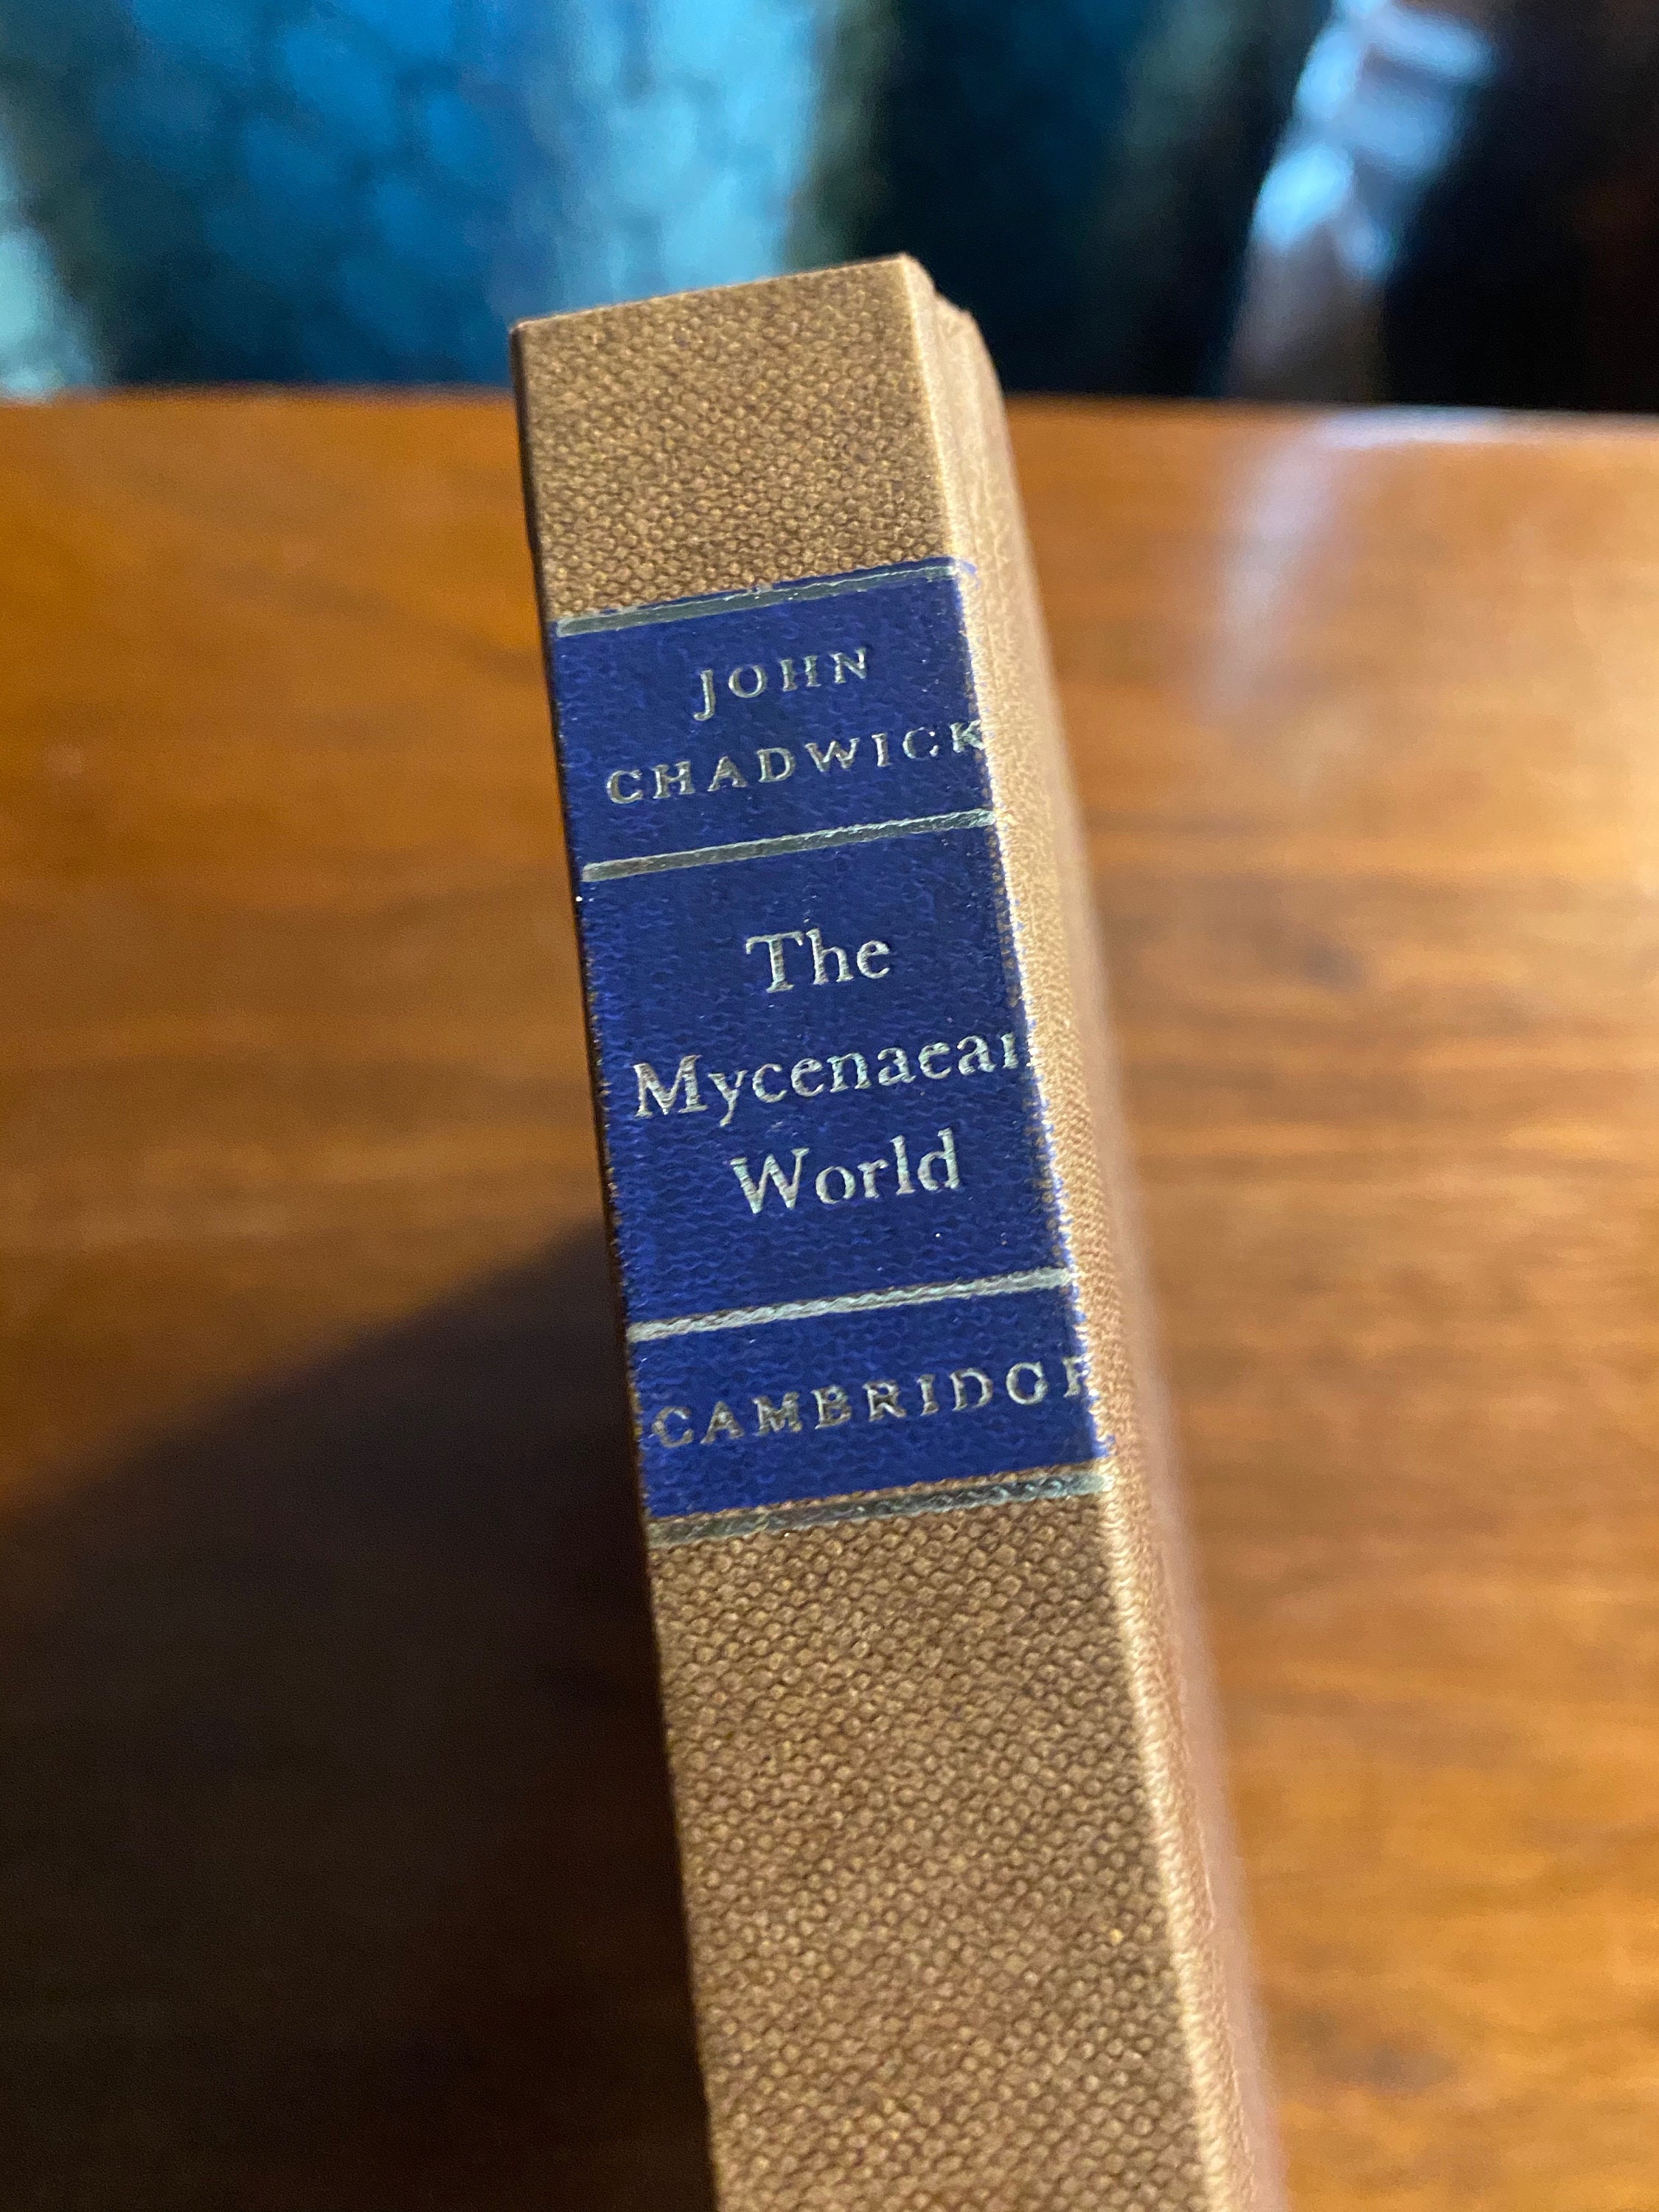 JOHN
CHADWICK
The
Mycenaean
World
CAMBRIDGE